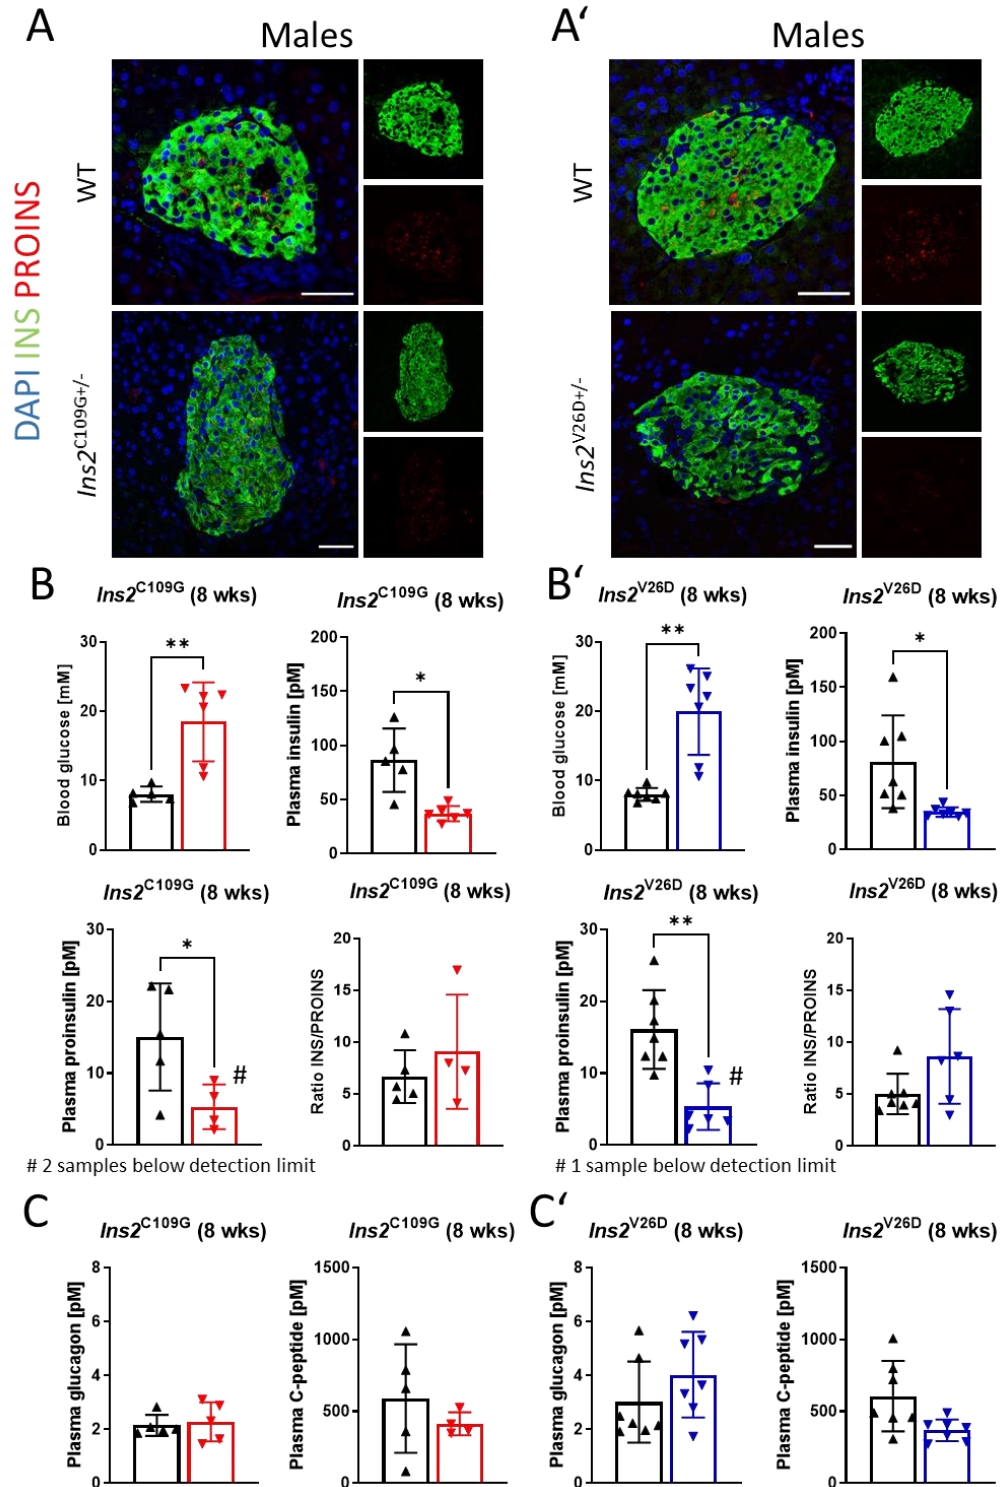 A
Males
A‘
Males
DAPI INS PROINS
WT
WT
Ins2C109G+/-
Ins2V26D+/-
B
Ins2C109G (8 wks)
Ins2C109G (8 wks)
B‘
Ins2V26D (8 wks)
Ins2V26D (8 wks)
Blood glucose [mM]
30
20
10
0
**
Plasma insulin [pM]
200
150
100
50
0
*
Blood glucose [mM]
30
20
10
0
**
Plasma insulin [pM]
200
150
100
50
0
*
Ins2C109G (8 wks)
Ins2C109G (8 wks)
Ins2V26D (8 wks)
Ins2V26D (8 wks)
Plasma proinsulin [pM]
30
20
10
0
*
#
Ratio INS/PROINS
20
15
10
5
0
Plasma proinsulin [pM]
30
20
10
0
**
#
Ratio INS/PROINS
20
15
10
5
0
# 2 samples below detection limit
# 1 sample below detection limit
C
Ins2C109G (8 wks)
Ins2C109G (8 wks)
C‘
Ins2V26D (8 wks)
Ins2V26D (8 wks)
Plasma glucagon [pM]
8
6
4
2
0
Plasma C-peptide [pM]
1500
1000
500
0
Plasma glucagon [pM]
8
6
4
2
0
Plasma C-peptide [pM]
1500
1000
500
0